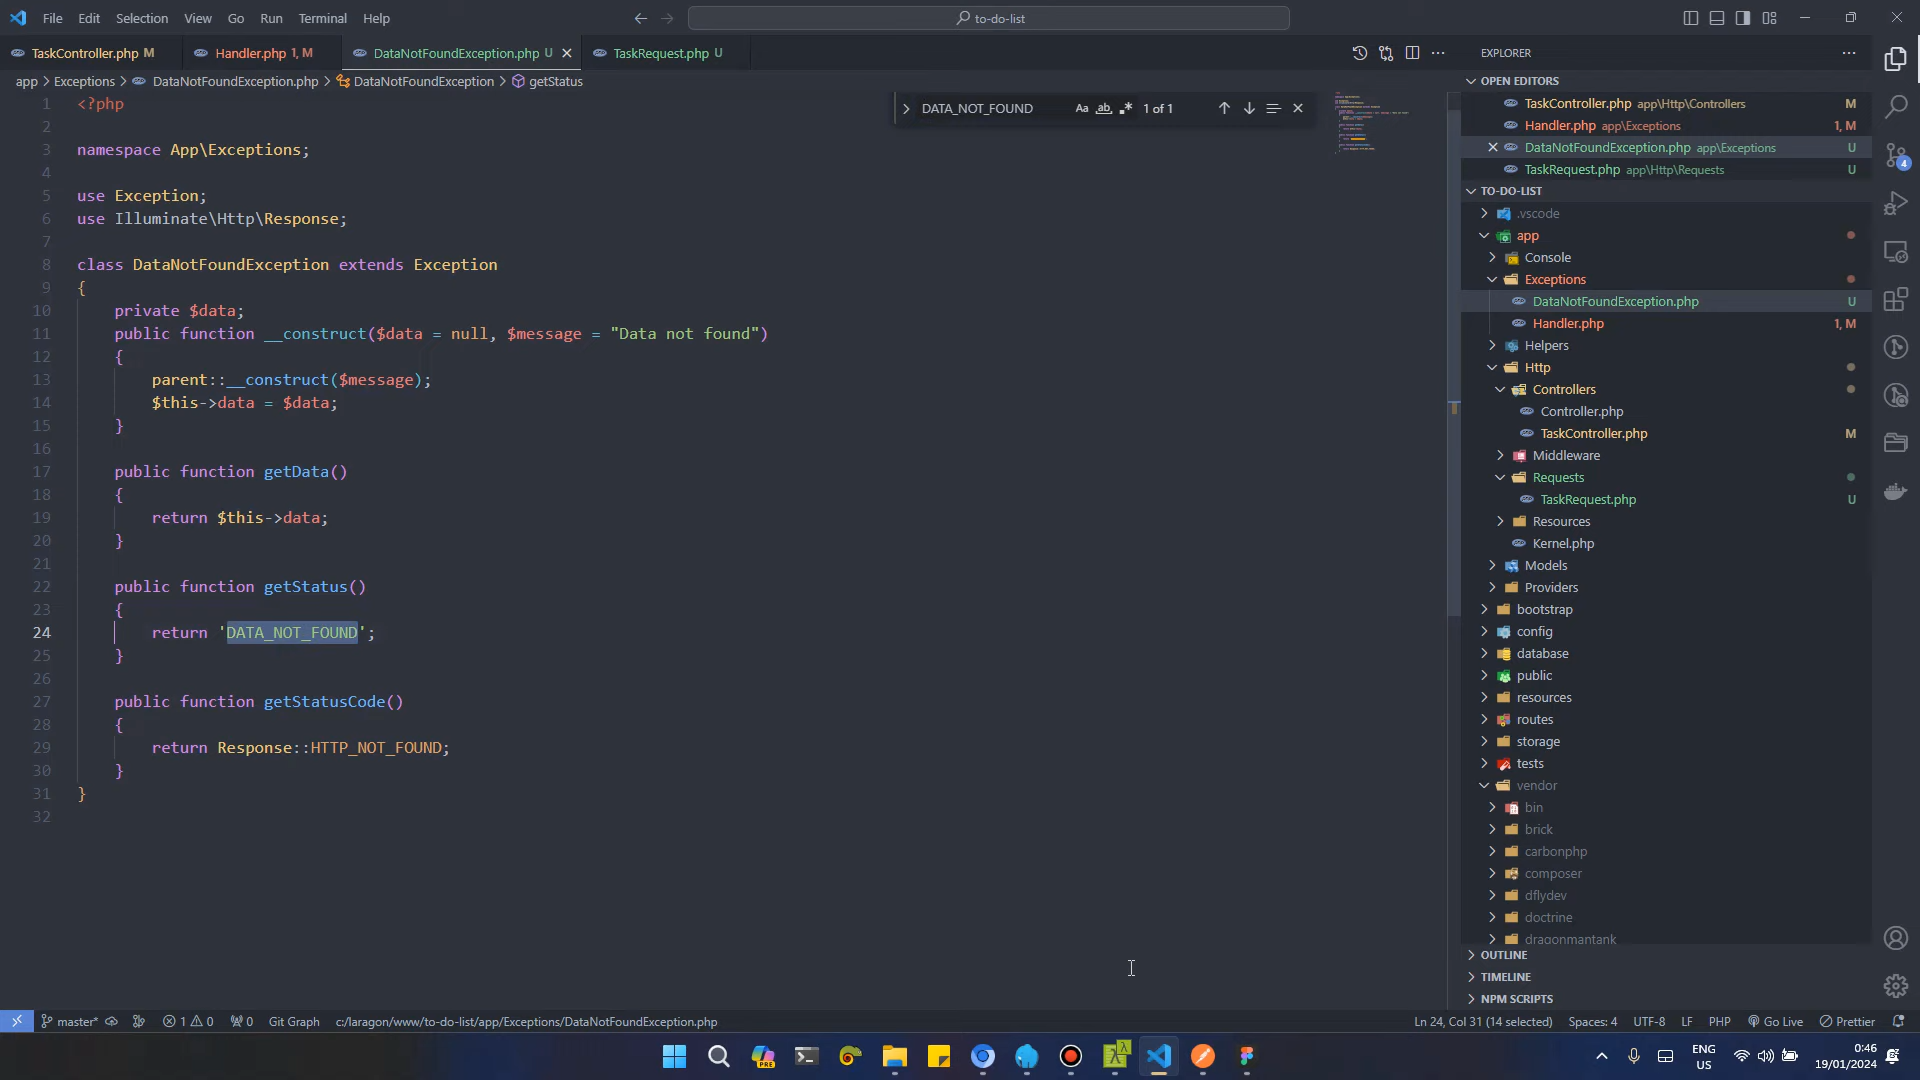 File Edit Selection View Go Run Terminal Help
to-do-list
TaskController.php M
Handler.php 1, M
DataNotFoundException.php U
TaskRequest.php U
app > Exceptions > DataNotFoundException.php > DataNotFoundException > getStatus
DATA_NOT_FOUND Aa ab 1 of 1
1 <?php
2
3 namespace App\Exceptions;
4
5 use Exception;
6 use Illuminate\Http\Response;
7
8 class DataNotFoundException extends Exception
9 {
10 private $data;
11 public function __construct($data = null, $message = "Data not found")
12 {
13 parent::__construct($message);
14 $this->data = $data;
15 }
16
17 public function getData()
18 {
19 return $this->data;
20 }
21
22 public function getStatus()
23 {
24 return 'DATA_NOT_FOUND';
25 }
26
27 public function getStatusCode()
28 {
29 return Response::HTTP_NOT_FOUND;
30 }
31 }
32
EXPLORER
OPEN EDITORS
TaskController.php app\Http\Controllers M
Handler.php app\Exceptions 1, M
DataNotFoundException.php app\Exceptions U
TaskRequest.php app\Http\Requests U
TO-DO-LIST
.vscode
app
Console
Exceptions
DataNotFoundException.php U
Handler.php 1, M
Helpers
Http
Controllers
Controller.php
TaskController.php M
Middleware
Requests
TaskRequest.php U
Resources
Kernel.php
Models
Providers
bootstrap
config
database
public
resources
routes
storage
tests
vendor
bin
brick
carbonphp
composer
dflydev
doctrine
dragonmantank
OUTLINE
TIMELINE
NPM SCRIPTS
4
master* 1 0 0 Git Graph c:/laragon/www/to-do-list/app/Exceptions/DataNotFoundException.php
Ln 24, Col 31 (14 selected) Spaces: 4 UTF-8 LF PHP Go Live Prettier
PRE
ENG
US
0:46
19/01/2024